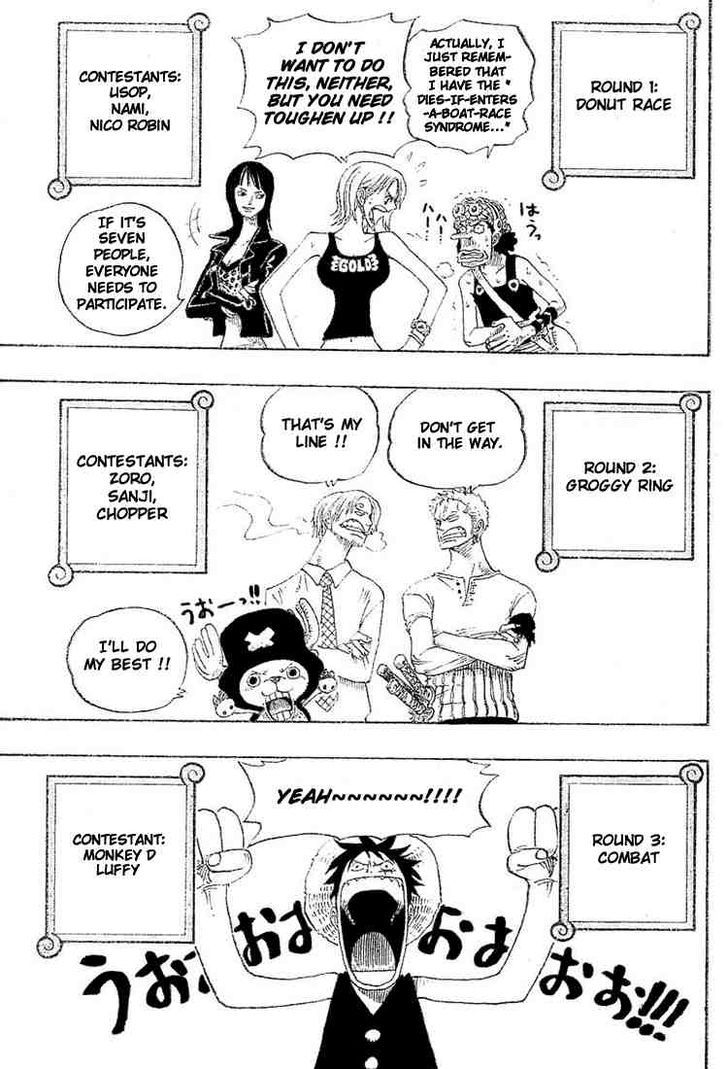 ROUND 1:
DONUT RACE
ACTUALLY, I
JUST REMEM-
BERED THAT
I HAVE THE "
DIES-IF-ENTERS
-A-BOAT-RACE
SYNDROME..."
I DON'T
WANT TO DO
THIS, NEITHER,
BUT YOU NEED
TOUGHEN UP !!
CONTESTANTS:
USOP,
NAMI,
NICO ROBIN
はうっ
ハハ
GOLD
IF IT'S
SEVEN
PEOPLE,
EVERYONE
NEEDS TO
PARTICIPATE.
ROUND 2:
GROGGY RING
DON'T GET
IN THE WAY.
THAT'S MY
LINE !!
CONTESTANTS:
ZORO,
SANJI,
CHOPPER
うおーっ!!
I'LL DO
MY BEST !!
ROUND 3:
COMBAT
YEAH~~~~~~!!!!
CONTESTANT:
MONKEY D
LUFFY
うおおおおおおおお!!!